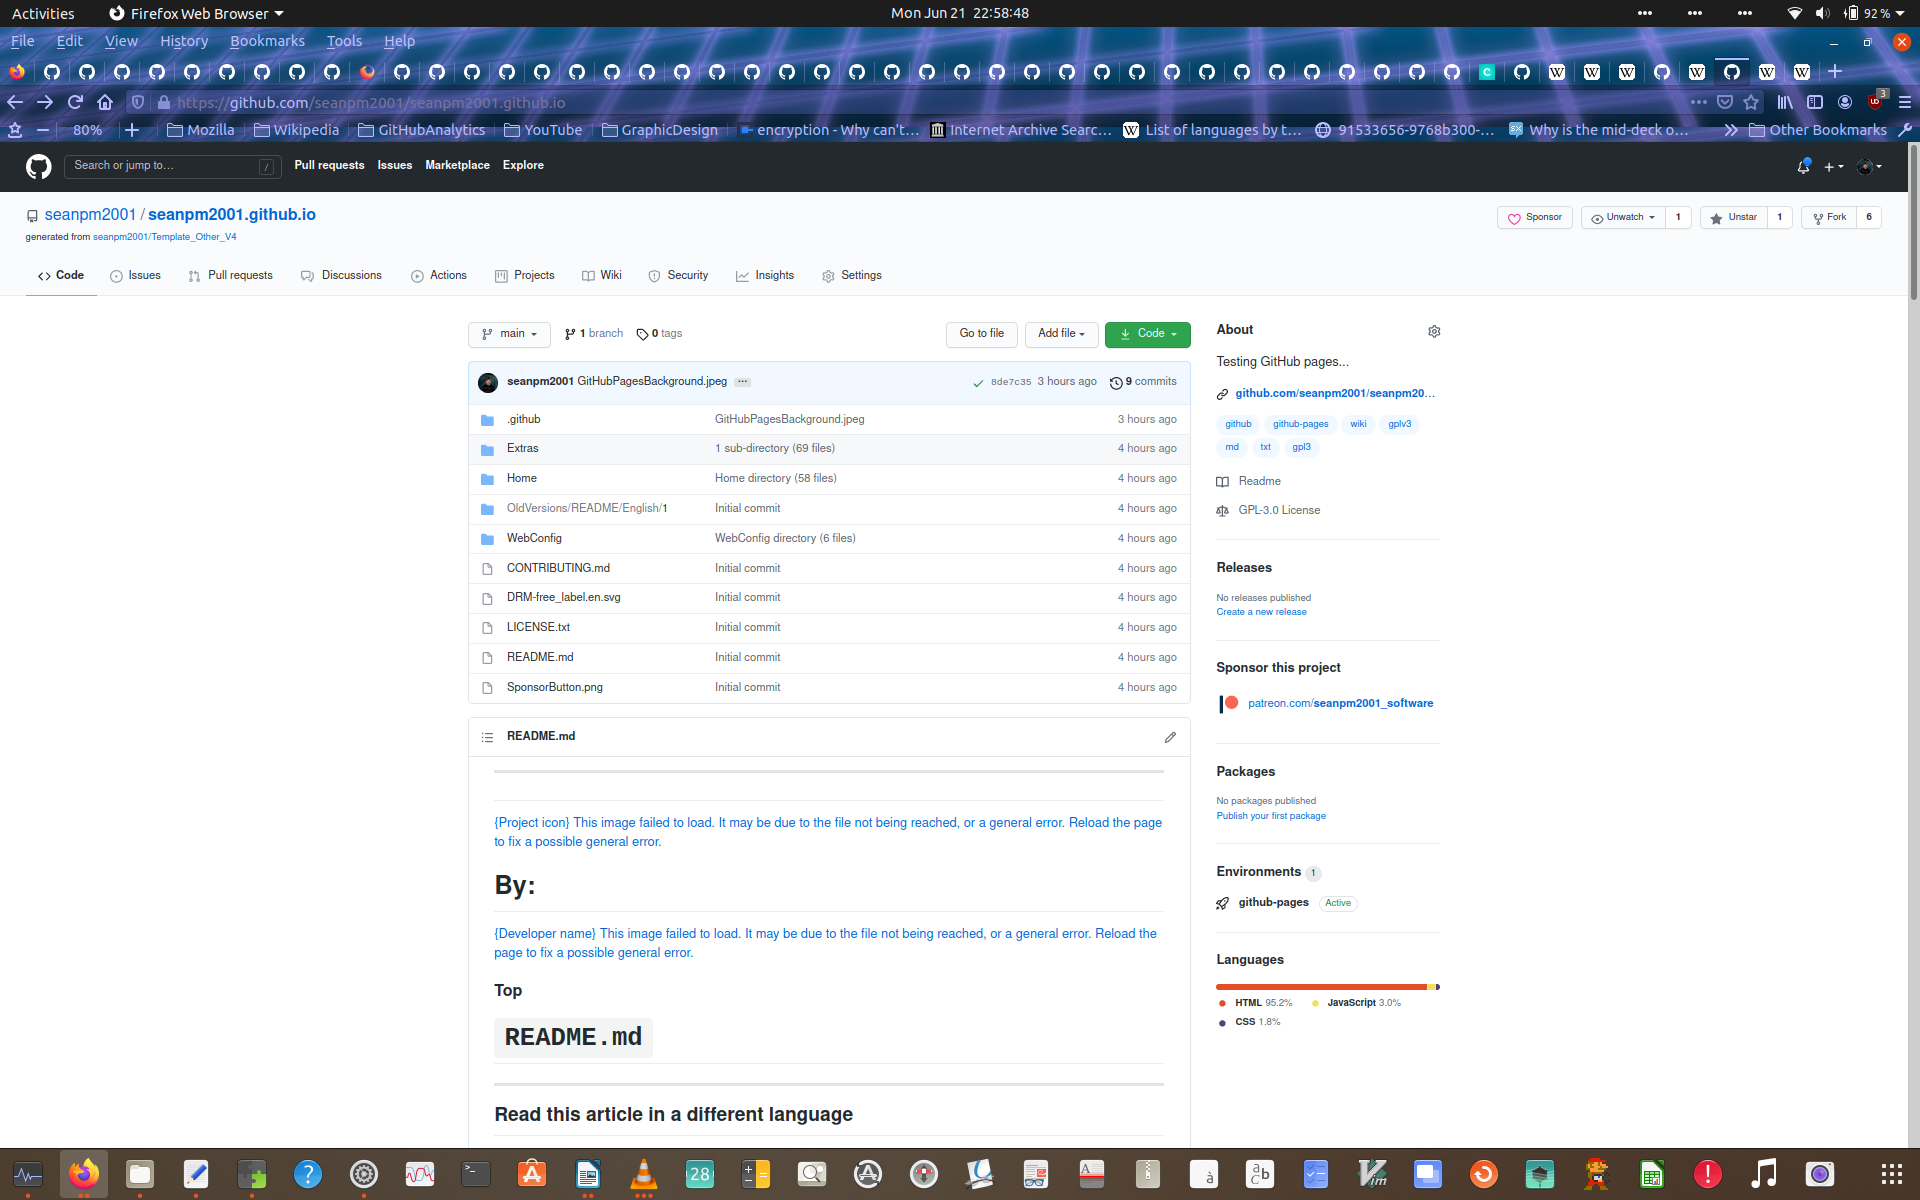 Activities Firefox Web Browser Mon Jun 21 22:58:48 92 %
File Edit View History Bookmarks Tools Help
https://github.com/seanpm2001/seanpm2001.github.io 3
80% Mozilla Wikipedia GitHubAnalytics YouTube GraphicDesign encryption - Why can't… Internet Archive Searc… List of languages by t… 91533656-9768b300-… Why is the mid-deck o… Other Bookmarks
Search or jump to… / Pull requests Issues Marketplace Explore
seanpm2001 / seanpm2001.github.io Sponsor Unwatch 1 Unstar 1 Fork 6
generated from seanpm2001/Template_Other_V4
Code Issues Pull requests Discussions Actions Projects Wiki Security Insights Settings
main 1 branch 0 tags Go to file Add file Code
seanpm2001 GitHubPagesBackground.jpeg ... 8de7c35 3 hours ago 9 commits
.github GitHubPagesBackground.jpeg 3 hours ago
Extras 1 sub-directory (69 files) 4 hours ago
Home Home directory (58 files) 4 hours ago
OldVersions/README/English/1 Initial commit 4 hours ago
WebConfig WebConfig directory (6 files) 4 hours ago
CONTRIBUTING.md Initial commit 4 hours ago
DRM-free_label.en.svg Initial commit 4 hours ago
LICENSE.txt Initial commit 4 hours ago
README.md Initial commit 4 hours ago
SponsorButton.png Initial commit 4 hours ago
README.md
{Project icon} This image failed to load. It may be due to the file not being reached, or a general error. Reload the page
to fix a possible general error.
By:
{Developer name} This image failed to load. It may be due to the file not being reached, or a general error. Reload the
page to fix a possible general error.
Top
README.md
Read this article in a different language
About
Testing GitHub pages...
github.com/seanpm2001/seanpm20…
github github-pages wiki gplv3
md txt gpl3
Readme
GPL-3.0 License
Releases
No releases published
Create a new release
Sponsor this project
patreon.com/seanpm2001_software
Packages
No packages published
Publish your first package
Environments 1
github-pages Active
Languages
HTML 95.2% JavaScript 3.0%
CSS 1.8%
28